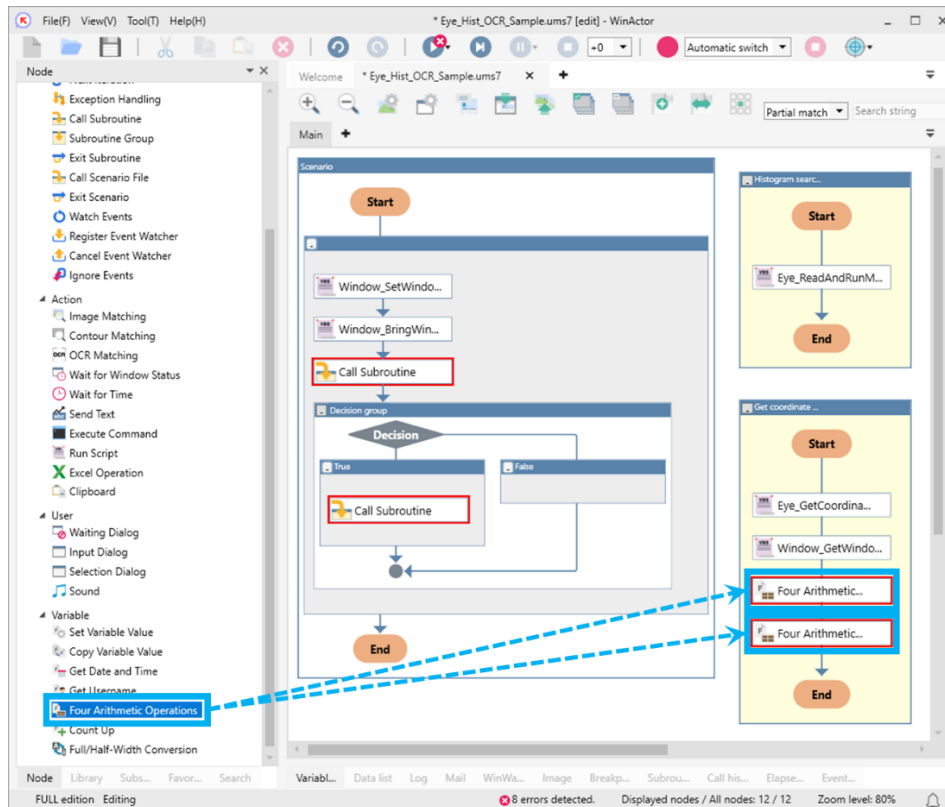 File(F) View(V) Tool(T) Help(H)
* Eye_Hist_OCR_Sample.ums7 [edit] - WinActor
+0
Automatic switch
Node
Exception Handling
Call Subroutine
Subroutine Group
Exit Subroutine
Call Scenario File
Exit Scenario
Watch Events
Register Event Watcher
Cancel Event Watcher
Ignore Events
Action
Image Matching
Contour Matching
OCR Matching
Wait for Window Status
Wait for Time
Send Text
Execute Command
Run Script
Excel Operation
Clipboard
User
Waiting Dialog
Input Dialog
Selection Dialog
Sound
Variable
Set Variable Value
Copy Variable Value
Get Date and Time
Get Username
Four Arithmetic Operations
Count Up
Full/Half-Width Conversion
Node Library Subs... Favor... Search
Welcome * Eye_Hist_OCR_Sample.ums7
Partial match Search string
Main
Scenario
Start
Window_SetWindo...
Window_BringWin...
Call Subroutine
Decision group
Decision
True
False
Call Subroutine
End
Histogram searc...
Start
Eye_ReadAndRunM...
End
Get coordinate ...
Start
Eye_GetCoordina...
Window_GetWindo...
Four Arithmetic...
Four Arithmetic...
End
Variabl... Data list Log Mail WinWa... Image Breakp... Subrou... Call his... Elapse... Event...
FULL edition Editing
8 errors detected. Displayed nodes / All nodes: 12 / 12 Zoom level: 80%